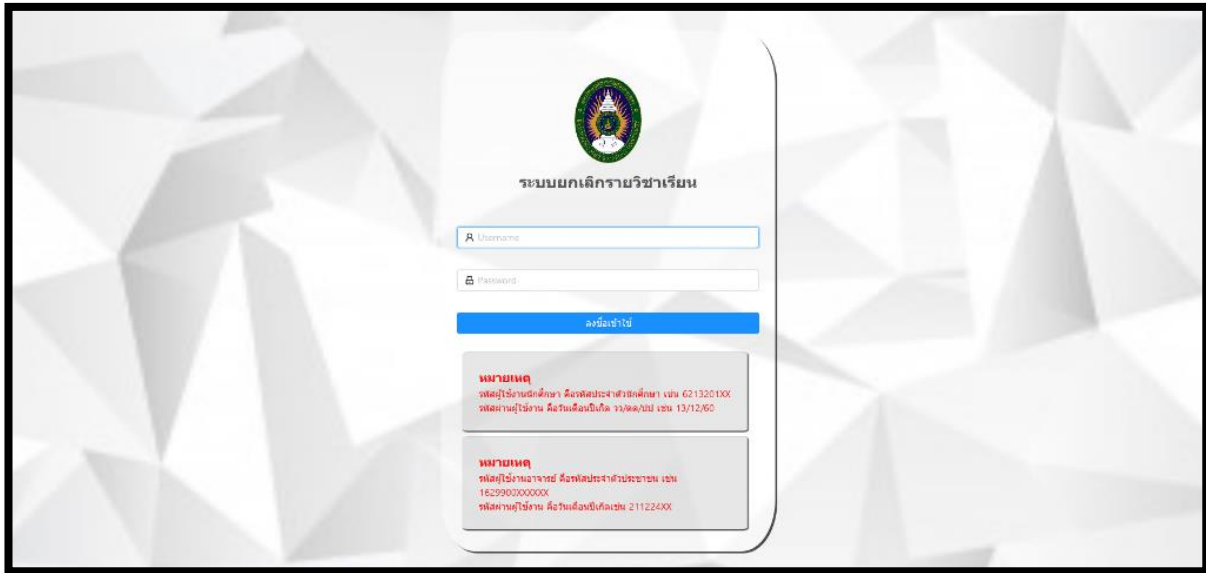 ระบบยกเลิกรายวิชาเรียน
Username
Password
ลงชื่อเข้าใช้
หมายเหตุ
รหัสผู้ใช้งานนักศึกษา คือรหัสประจำตัวนักศึกษา เช่น 6213201XX
รหัสผ่านผู้ใช้งาน คือวันเดือนปีเกิด วว/ดด/ปป เช่น 13/12/60
หมายเหตุ
รหัสผู้ใช้งานอาจารย์ คือรหัสประจำตัวประชาชน เช่น
1629900XXXXXX
รหัสผ่านผู้ใช้งาน คือวันเดือนปีเกิดเช่น 211224XX